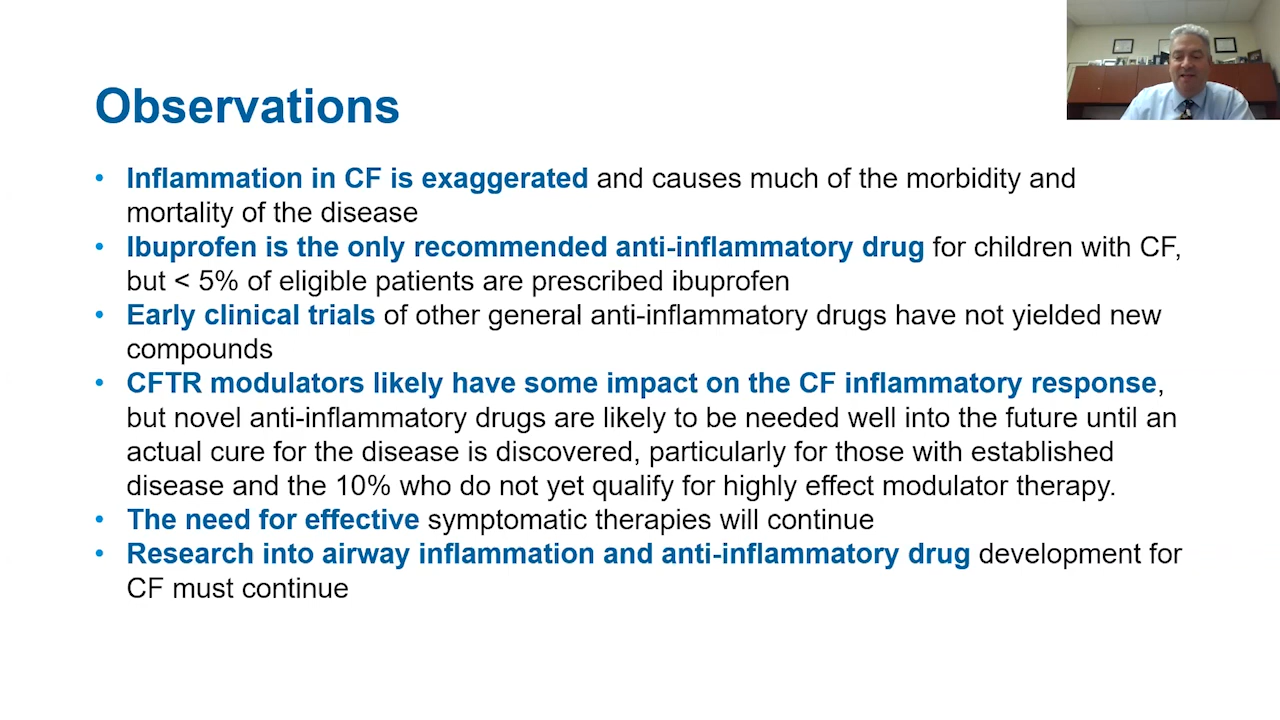 Observations
• Inflammation in CF is exaggerated and causes much of the morbidity and
mortality of the disease
• Ibuprofen is the only recommended anti-inflammatory drug for children with CF,
but < 5% of eligible patients are prescribed ibuprofen
• Early clinical trials of other general anti-inflammatory drugs have not yielded new
compounds
• CFTR modulators likely have some impact on the CF inflammatory response,
but novel anti-inflammatory drugs are likely to be needed well into the future until an
actual cure for the disease is discovered, particularly for those with established
disease and the 10% who do not yet qualify for highly effect modulator therapy.
• The need for effective symptomatic therapies will continue
• Research into airway inflammation and anti-inflammatory drug development for
CF must continue